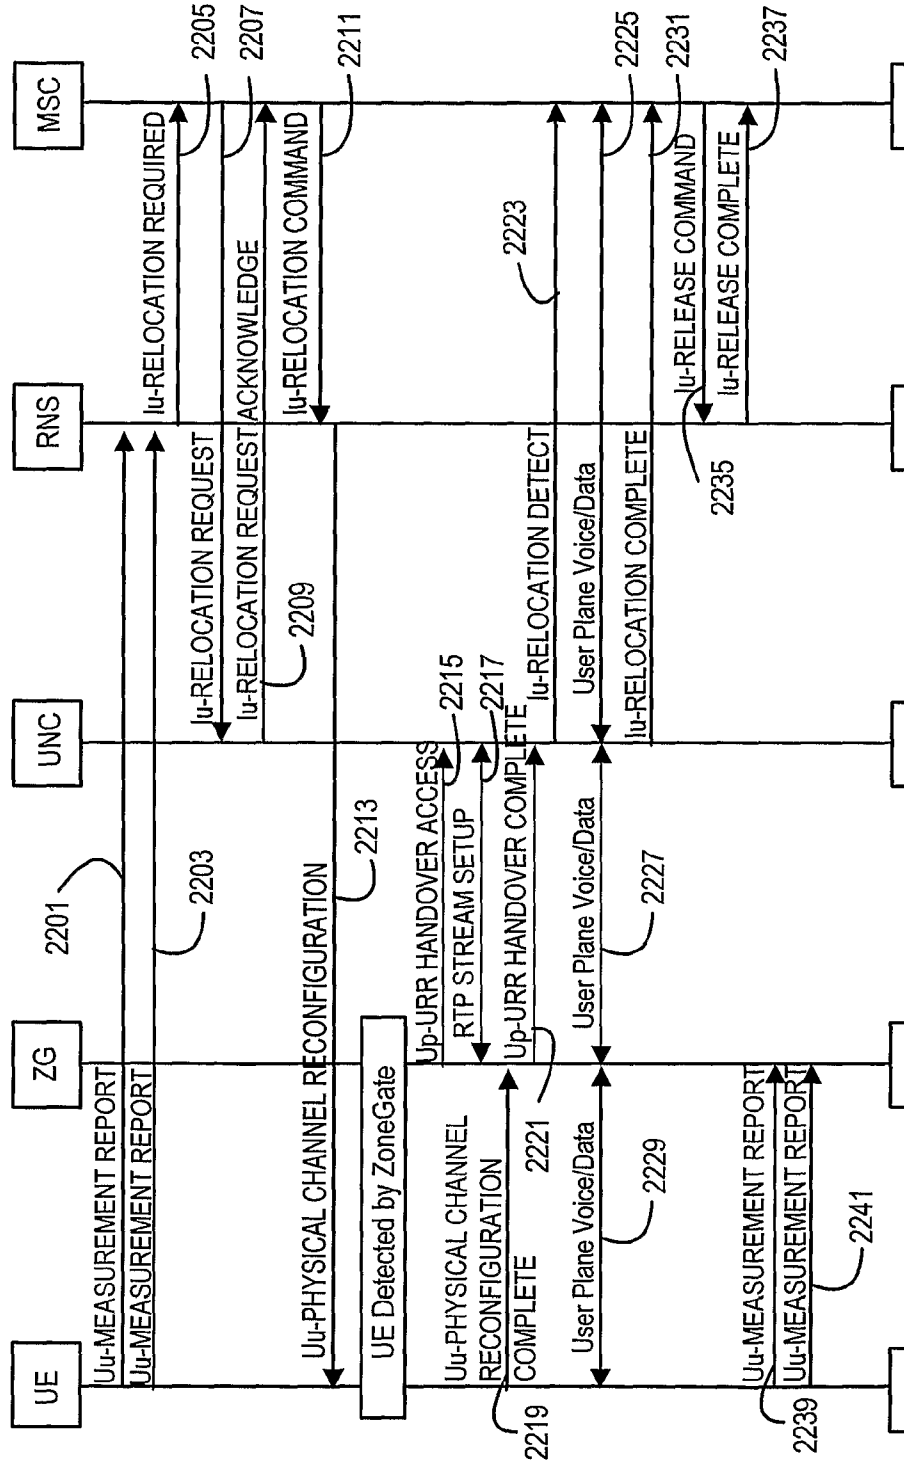 UE
ZG
UNC
RNS
MSC
Uu-MEASUREMENT REPORT
2201
Uu-MEASUREMENT REPORT
2203
Iu-RELOCATION REQUIRED
2205
Iu-RELOCATION REQUEST
2207
Iu-RELOCATION REQUEST ACKNOWLEDGE
2209
Iu-RELOCATION COMMAND
2211
Uu-PHYSICAL CHANNEL RECONFIGURATION
2213
UE Detected by ZoneGate
Up-URR HANDOVER ACCESS
2215
RTP STREAM SETUP
2217
Uu-PHYSICAL CHANNEL
RECONFIGURATION
COMPLETE
2219
Up-URR HANDOVER COMPLETE
2221
Iu-RELOCATION DETECT
2223
User Plane Voice/Data
2229
User Plane Voice/Data
2227
User Plane Voice/Data
2225
Iu-RELOCATION COMPLETE
2231
Iu-RELEASE COMMAND
2235
Iu-RELEASE COMPLETE
2237
Uu-MEASUREMENT REPORT
2239
Uu-MEASUREMENT REPORT
2241